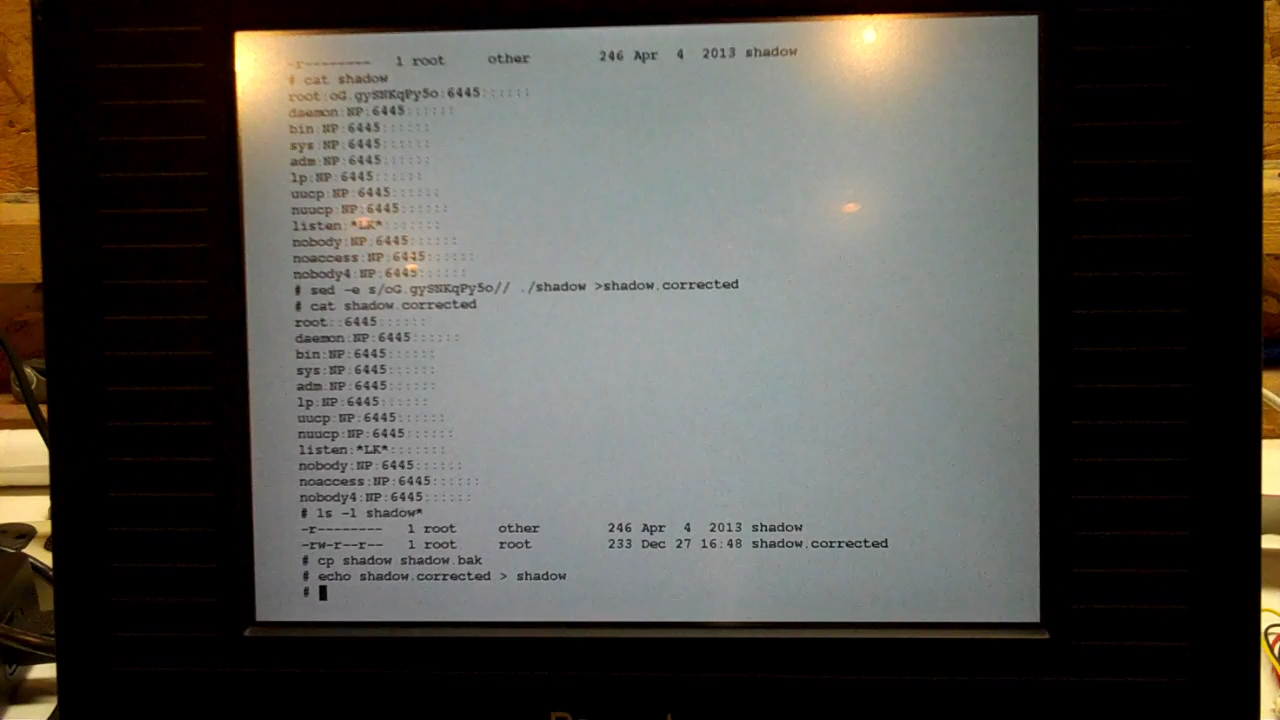 -r-------- 1 root other 246 Apr 4 2013 shadow
# cat shadow
root:oG.gySNKqPy5o:6445::::::
daemon:NP:6445::::::
bin:NP:6445::::::
sys:NP:6445::::::
adm:NP:6445::::::
lp:NP:6445::::::
uucp:NP:6445::::::
nuucp:NP:6445::::::
listen:*LK*:::::::
nobody:NP:6445::::::
noaccess:NP:6445::::::
nobody4:NP:6445::::::
# sed -e s/oG.gySNKqPy5o// ./shadow >shadow.corrected
# cat shadow.corrected
root::6445::::::
daemon:NP:6445::::::
bin:NP:6445::::::
sys:NP:6445::::::
adm:NP:6445::::::
lp:NP:6445::::::
uucp:NP:6445::::::
nuucp:NP:6445::::::
listen:*LK*:::::::
nobody:NP:6445::::::
noaccess:NP:6445::::::
nobody4:NP:6445::::::
# ls -l shadow*
-r-------- 1 root other 246 Apr 4 2013 shadow
-rw-r--r-- 1 root root 233 Dec 27 16:48 shadow.corrected
# cp shadow shadow.bak
# echo shadow.corrected > shadow
#